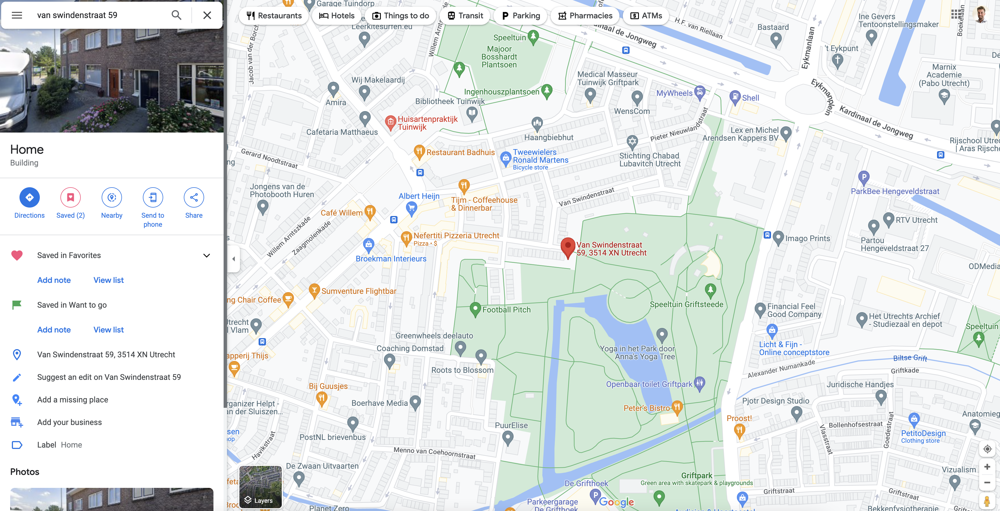 van swindenstraat 59
Restaurants
Hotels
Things to do
Transit
Parking
Pharmacies
ATMs
Home
Building
Directions
Saved (2)
Nearby
Send to
phone
Share
Saved in Favorites
Add note
View list
Saved in Want to go
Add note
View list
Van Swindenstraat 59, 3514 XN Utrecht
Suggest an edit on Van Swindenstraat 59
Add a missing place
Add your business
Label Home
Photos
Garage Tuindorp
Leerkitesurfen.eu
Jacob van der Borch
Willem Arnts
Speeltuin
Majoor
Bosshardt
Plantsoen
Kardinaal de Jongweg
H.F. van Riellaan
Bastaard
Eykmanlaan
Ine Gevers
Tentoonstellingsmaker
Boekelaan
't Eykpunt
De
Marnix
Academie
(Pabo Utrecht)
Wij Makelaardij
Amira
Ingenhouszplantsoen
Medical Masseur
Tuinwijk Griftpark
MyWheels
Shell
Eykmanplein
Bibliotheek Tuinwijk
WensCom
Huisartenpraktijk
Tuinwijk
Cafetaria Matthaeus
Haangbiebhut
Pieter Nieuwlandstraat
Lex en Michel
Arendsen Kappers BV
Kardinaal de Jongweg
Rijschool Utrec
| Aras Rijsch
Gerard Noodtstraat
ng
Restaurant Badhuis
Tweewielers
Ronald Martens
Bicycle store
Stichting Chabad
Lubavitch Utrecht
Jongens van de
Photobooth Huren
Albert Heijn
Tijm - Coffeehouse
& Dinnerbar
Van Swindenstraat
ParkBee Hengeveldstraat
Café Willem
Willem Arntszkade
Zaagmolenkade
Nefertiti Pizzeria Utrecht
Pizza • $
Broekman Interieurs
Van Swindenstraat
59, 3514 XN Utrecht
Imago Prints
RTV Utrecht
Partou
Hengeveldstraat 27
ODMedia
Sumventure Flightbar
ng Chair Coffee
Football Pitch
Speeltuin Griftsteede
Financial Feel
Good Company
Het Utrechts Archief
- Studiezaal en depot
Speeltuin
Utrecht
l Vlam
Greenwheels deelauto
Coaching Domstad
Roots to Blossom
Yoga in het Park door
Anna's Yoga Tree
Licht & Fijn -
Online conceptstore
Alexander Numankade
Biltse Grift
Griftkade
apperij Thijs
Bij Guusjes
Openbaar toilet Griftpark
Juridische Handjes
Pjotr Design Studio
rganizer Helpt -
an der Sluiszen...
Boerhave Media
Peter's Bistro
Proost!
Anatomieg
Bollenhofsestraat
Goedestraat
Vlasstraat
PetitoDesign
Clothing store
PuurElise
PostNL brievenbus
Havikstraat
sen
op
Menno van Coehoornstraat
De Zwaan Uitvaarten
Griftpark
Green area with skatepark & playgrounds
De Grifthoek
Vizualism
Griftstraat
Griftstraat
Layers
Parkeergarage
De Grifthoek
Google
Planet Zero
Bekkenfysiotherapie